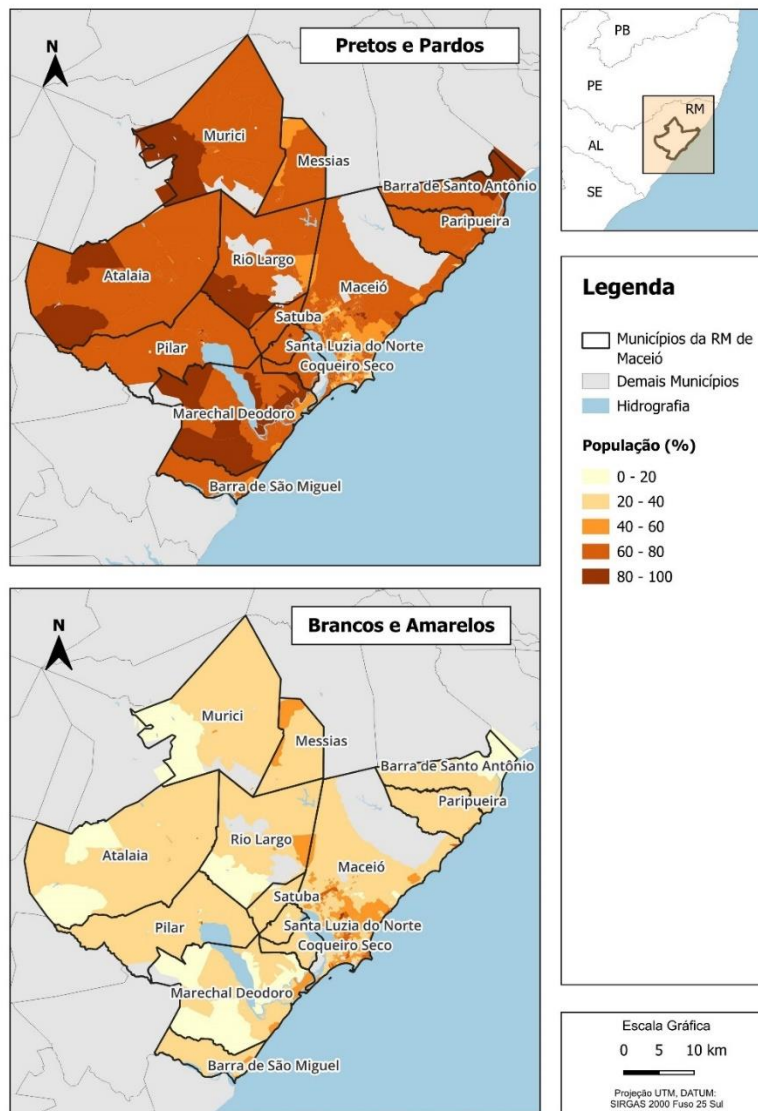 N
Pretos e Pardos
Murici
Messias
Barra de Santo Antônio
Paripueira
Rio Largo
Atalaia
Maceió
Satuba
Pilar
Santa Luzia do Norte
Coqueiro Seco
Marechal Deodoro
Barra de São Miguel
N
Brancos e Amarelos
Murici
Messias
Barra de Santo Antônio
Paripueira
Rio Largo
Atalaia
Maceió
Satuba
Pilar
Santa Luzia do Norte
Coqueiro Seco
Marechal Deodoro
Barra de São Miguel
PB
PE
RM
AL
SE
Legenda
Municípios da RM de
Maceió
Demais Municípios
Hidrografia
População (%)
0 - 20
20 - 40
40 - 60
60 - 80
80 - 100
Escala Gráfica
0 5 10 km
Projeção UTM, DATUM:
SIRGAS 2000 Fuso 25 Sul